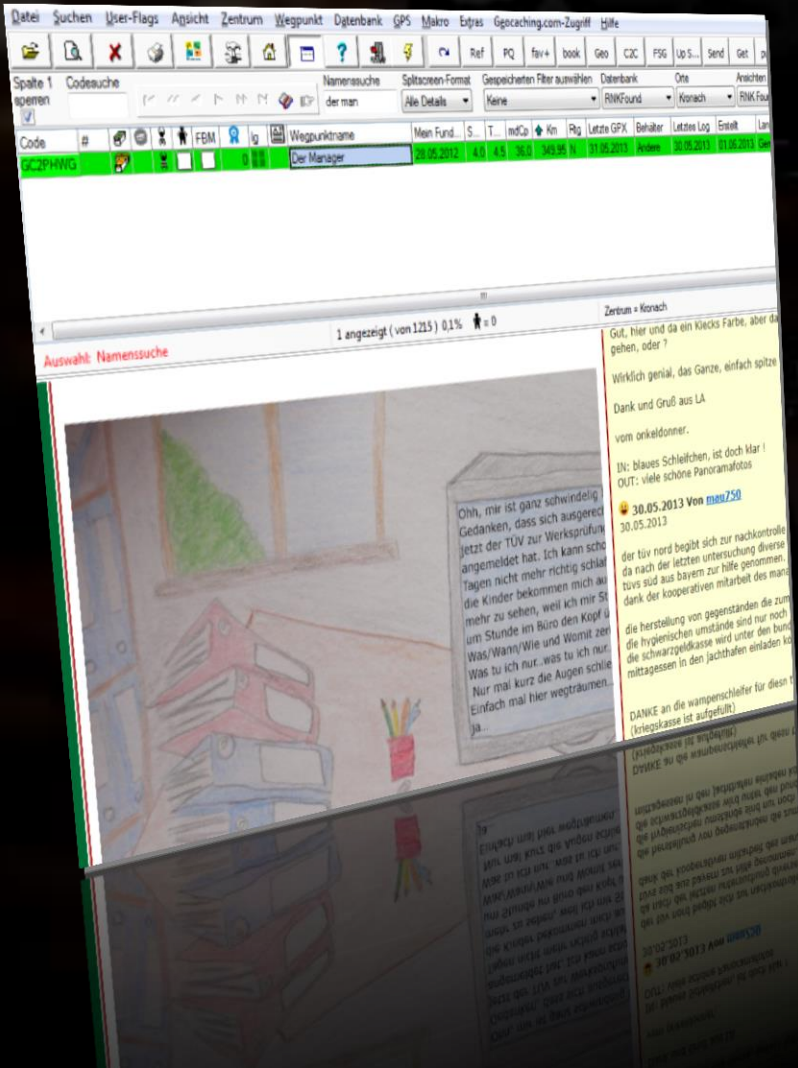 Datei Suchen User-Flags Ansicht Zentrum Wegpunkt Datenbank GPS Makro Extras Geocaching.com-Zugriff Hilfe
Ref PQ fav+ book Geo C2C FSG Up S... Send Get
Spalte 1 sperren Codesuche Namenssuche Splitscreen-Format Gespeicherten Filter auswählen Datenbank Orte Ansichten
der man Alle Details Keine RNKFound Kronach RNK Fou
Code # FBM lg Wegpunktname Mein Fund... S... T... mdCp Km Rtg Letzte GPX Behälter Letztes Log Erstellt Lan
GC2PHWG 0 Der Manager 28.05.2012 4.0 4.5 36.0 349.95 N 31.05.2013 Andere 30.05.2013 01.06.2013 Ger
1 angezeigt ( von 1215 ) 0,1% = 0
Zentrum = Kronach
Auswahl: Namenssuche
Ohh, mir ist ganz schwindelig
Gedanken, dass sich ausgerec
jetzt der TÜV zur Werksprüfun
angemeldet hat. Ich kann scho
Tagen nicht mehr richtig schlaf
die Kinder bekommen mich au
mehr zu sehen, weil ich mir St
um Stunde im Büro den Kopf ü
Was/Wann/Wie und Womit zer
Was tu ich nur..was tu ich nur.
Nur mal kurz die Augen schlie
Einfach mal hier wegträumen..
ja...
Gut, hier und da ein Klecks Farbe, aber da
gehen, oder ?
Wirklich genial, das Ganze, einfach spitze
Dank und Gruß aus LA
vom onkeldonner.
IN: blaues Schleifchen, ist doch klar !
OUT: viele schöne Panoramafotos
30.05.2013 Von mau750
30.05.2013
der tüv nord begibt sich zur nachkontrolle
da nach der letzten untersuchung diverse
tüvs süd aus bayern zur hilfe genommen.
dank der kooperativen mitarbeit des mana
die herstellung von gegenständen die zum
die hygienischen umstände sind nur noch
die schwarzgeldkasse wird unter den bund
mittagessen in den jachthafen einladen ko
DANKE an die wampenschleifer für diesn t
(kriegskasse ist aufgefüllt)